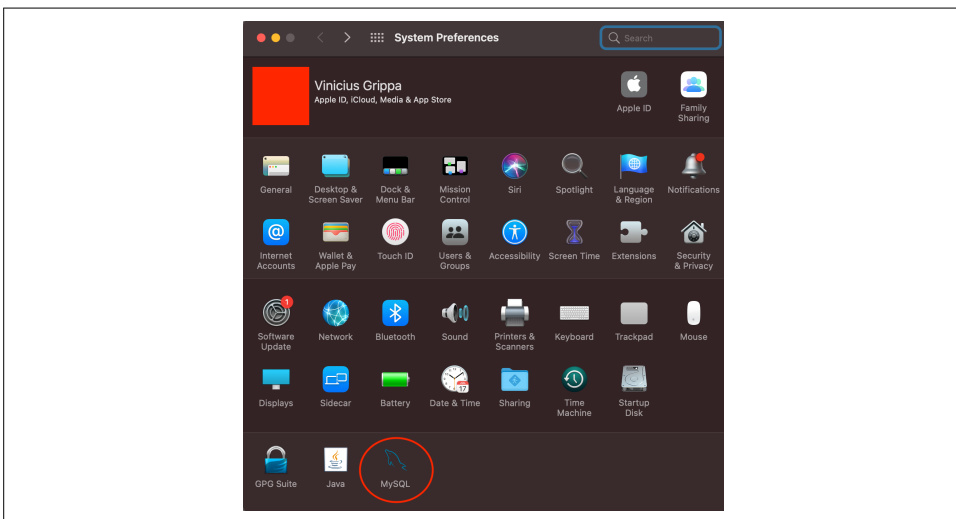 System Preferences
Search
Vinicius Grippa
Apple ID, iCloud, Media & App Store
Apple ID
Family
Sharing
General
Desktop &
Screen Saver
Dock &
Menu Bar
Mission
Control
Siri
Spotlight
Language
& Region
Notifications
Internet
Accounts
Wallet &
Apple Pay
Touch ID
Users &
Groups
Accessibility
Screen Time
Extensions
Security
& Privacy
1
Software
Update
Network
Bluetooth
Sound
Printers &
Scanners
Keyboard
Trackpad
Mouse
Displays
Sidecar
Battery
17
Date & Time
Sharing
Time
Machine
Startup
Disk
GPG Suite
Java
MySQL